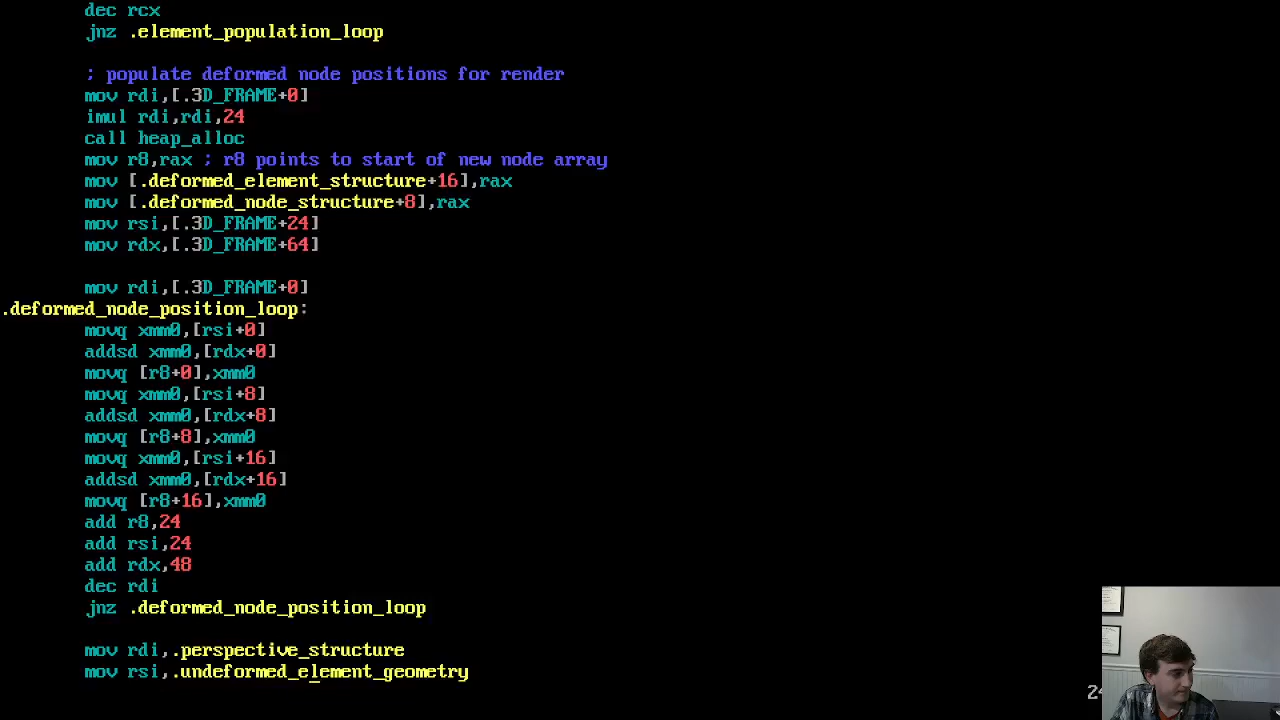 dec rcx
jnz .element_population_loop
; populate deformed node positions for render
mov rdi,[.3D_FRAME+0]
imul rdi,rdi,24
call heap_alloc
mov r8,rax ; r8 points to start of new node array
mov [.deformed_element_structure+16],rax
mov [.deformed_node_structure+8],rax
mov rsi,[.3D_FRAME+24]
mov rdx,[.3D_FRAME+64]
mov rdi,[.3D_FRAME+0]
.deformed_node_position_loop:
movq xmm0,[rsi+0]
addsd xmm0,[rdx+0]
movq [r8+0],xmm0
movq xmm0,[rsi+8]
addsd xmm0,[rdx+8]
movq [r8+8],xmm0
movq xmm0,[rsi+16]
addsd xmm0,[rdx+16]
movq [r8+16],xmm0
add r8,24
add rsi,24
add rdx,48
dec rdi
jnz .deformed_node_position_loop
mov rdi,.perspective_structure
mov rsi,.undeformed_element_geometry